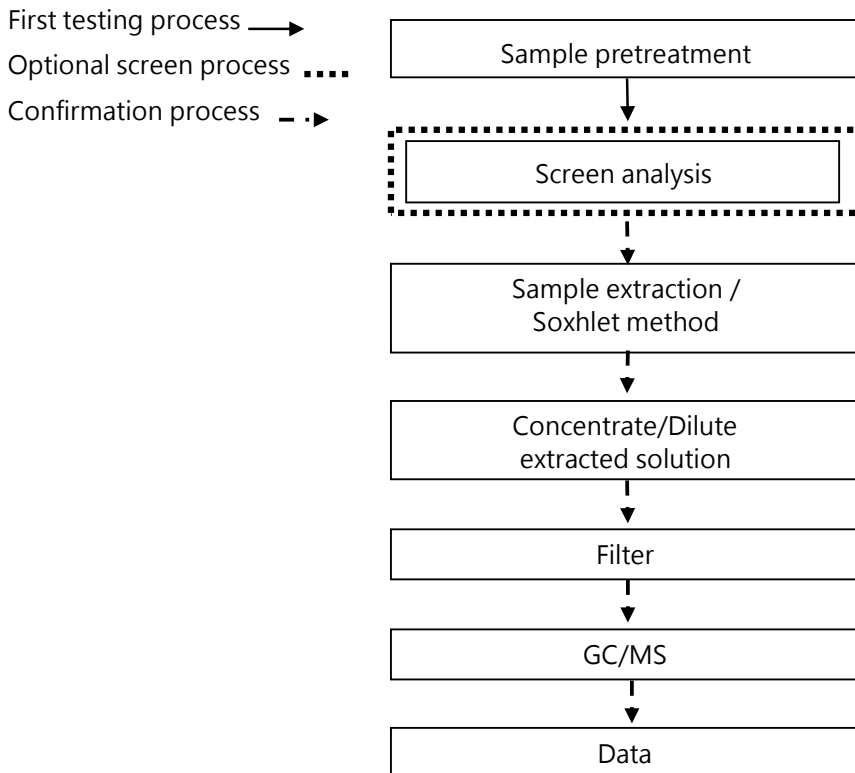 First testing process
Optional screen process
Confirmation process
Sample pretreatment
Screen analysis
Sample extraction /
Soxhlet method
Concentrate/Dilute
extracted solution
Filter
GC/MS
Data